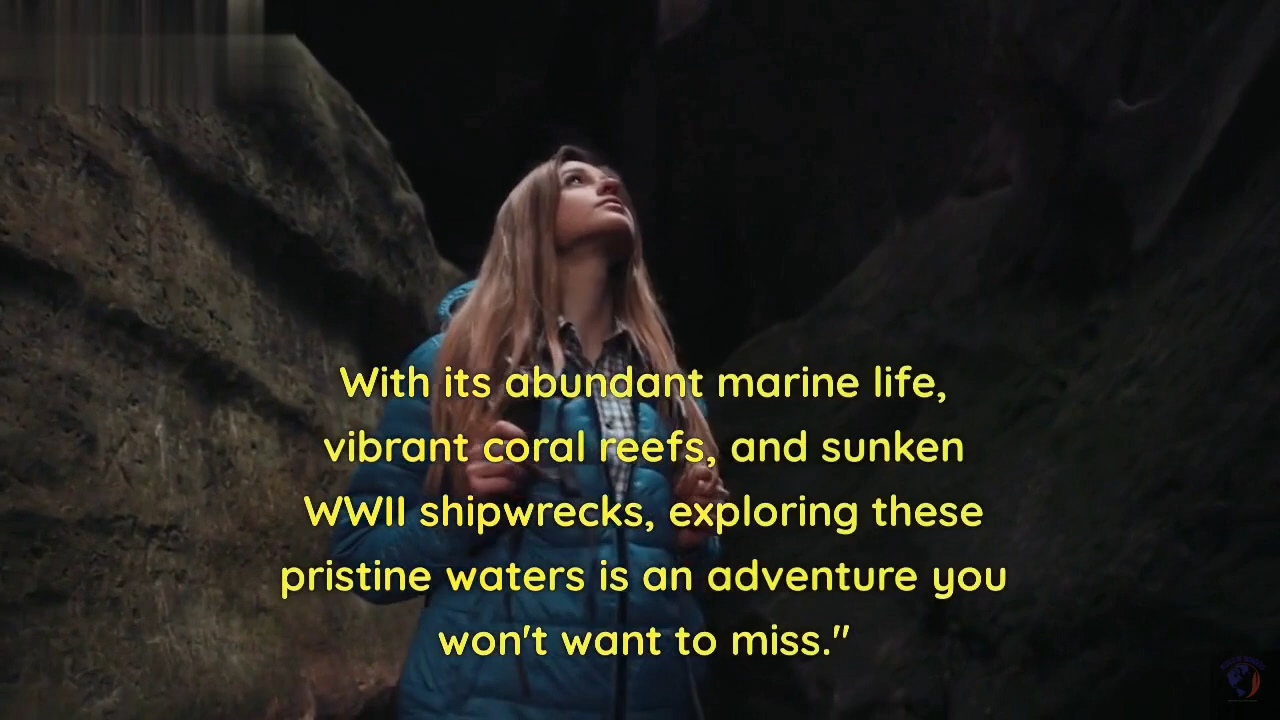 With its abundant marine life,
vibrant coral reefs, and sunken
WWII shipwrecks, exploring these
pristine waters is an adventure you
won't want to miss."